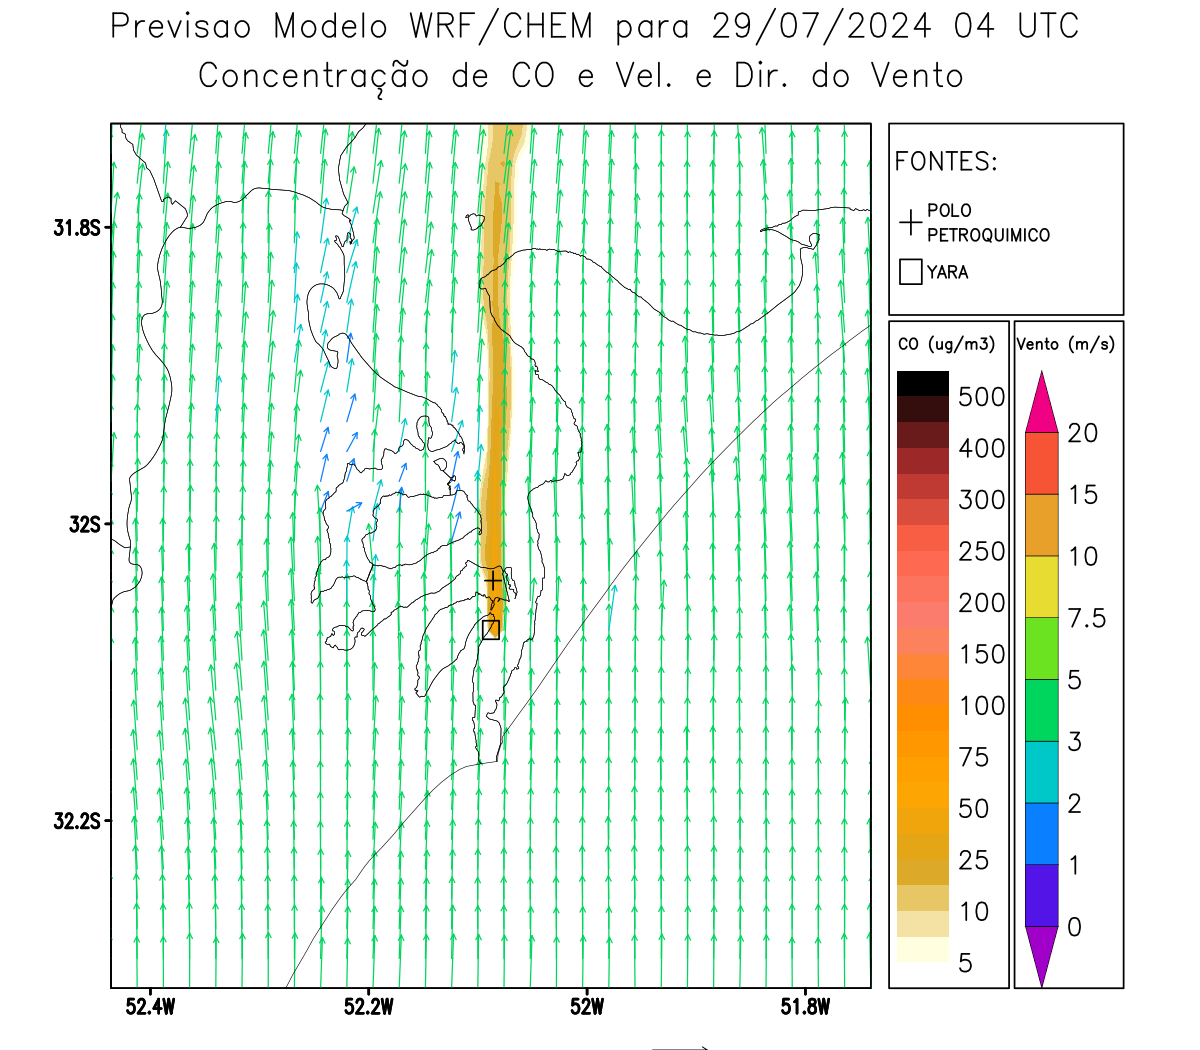 Previsao Modelo WRF/CHEM para 29/07/2024 04 UTC
Concentração de CO e Vel. e Dir. do Vento
FONTES:
POLO
PETROQUIMICO
YARA
CO (ug/m3)
500
400
300
250
200
150
100
75
50
25
10
5
Vento (m/s)
20
15
10
7.5
5
3
2
1
0
31.8S
32S
32.2S
52.4W
52.2W
52W
51.8W